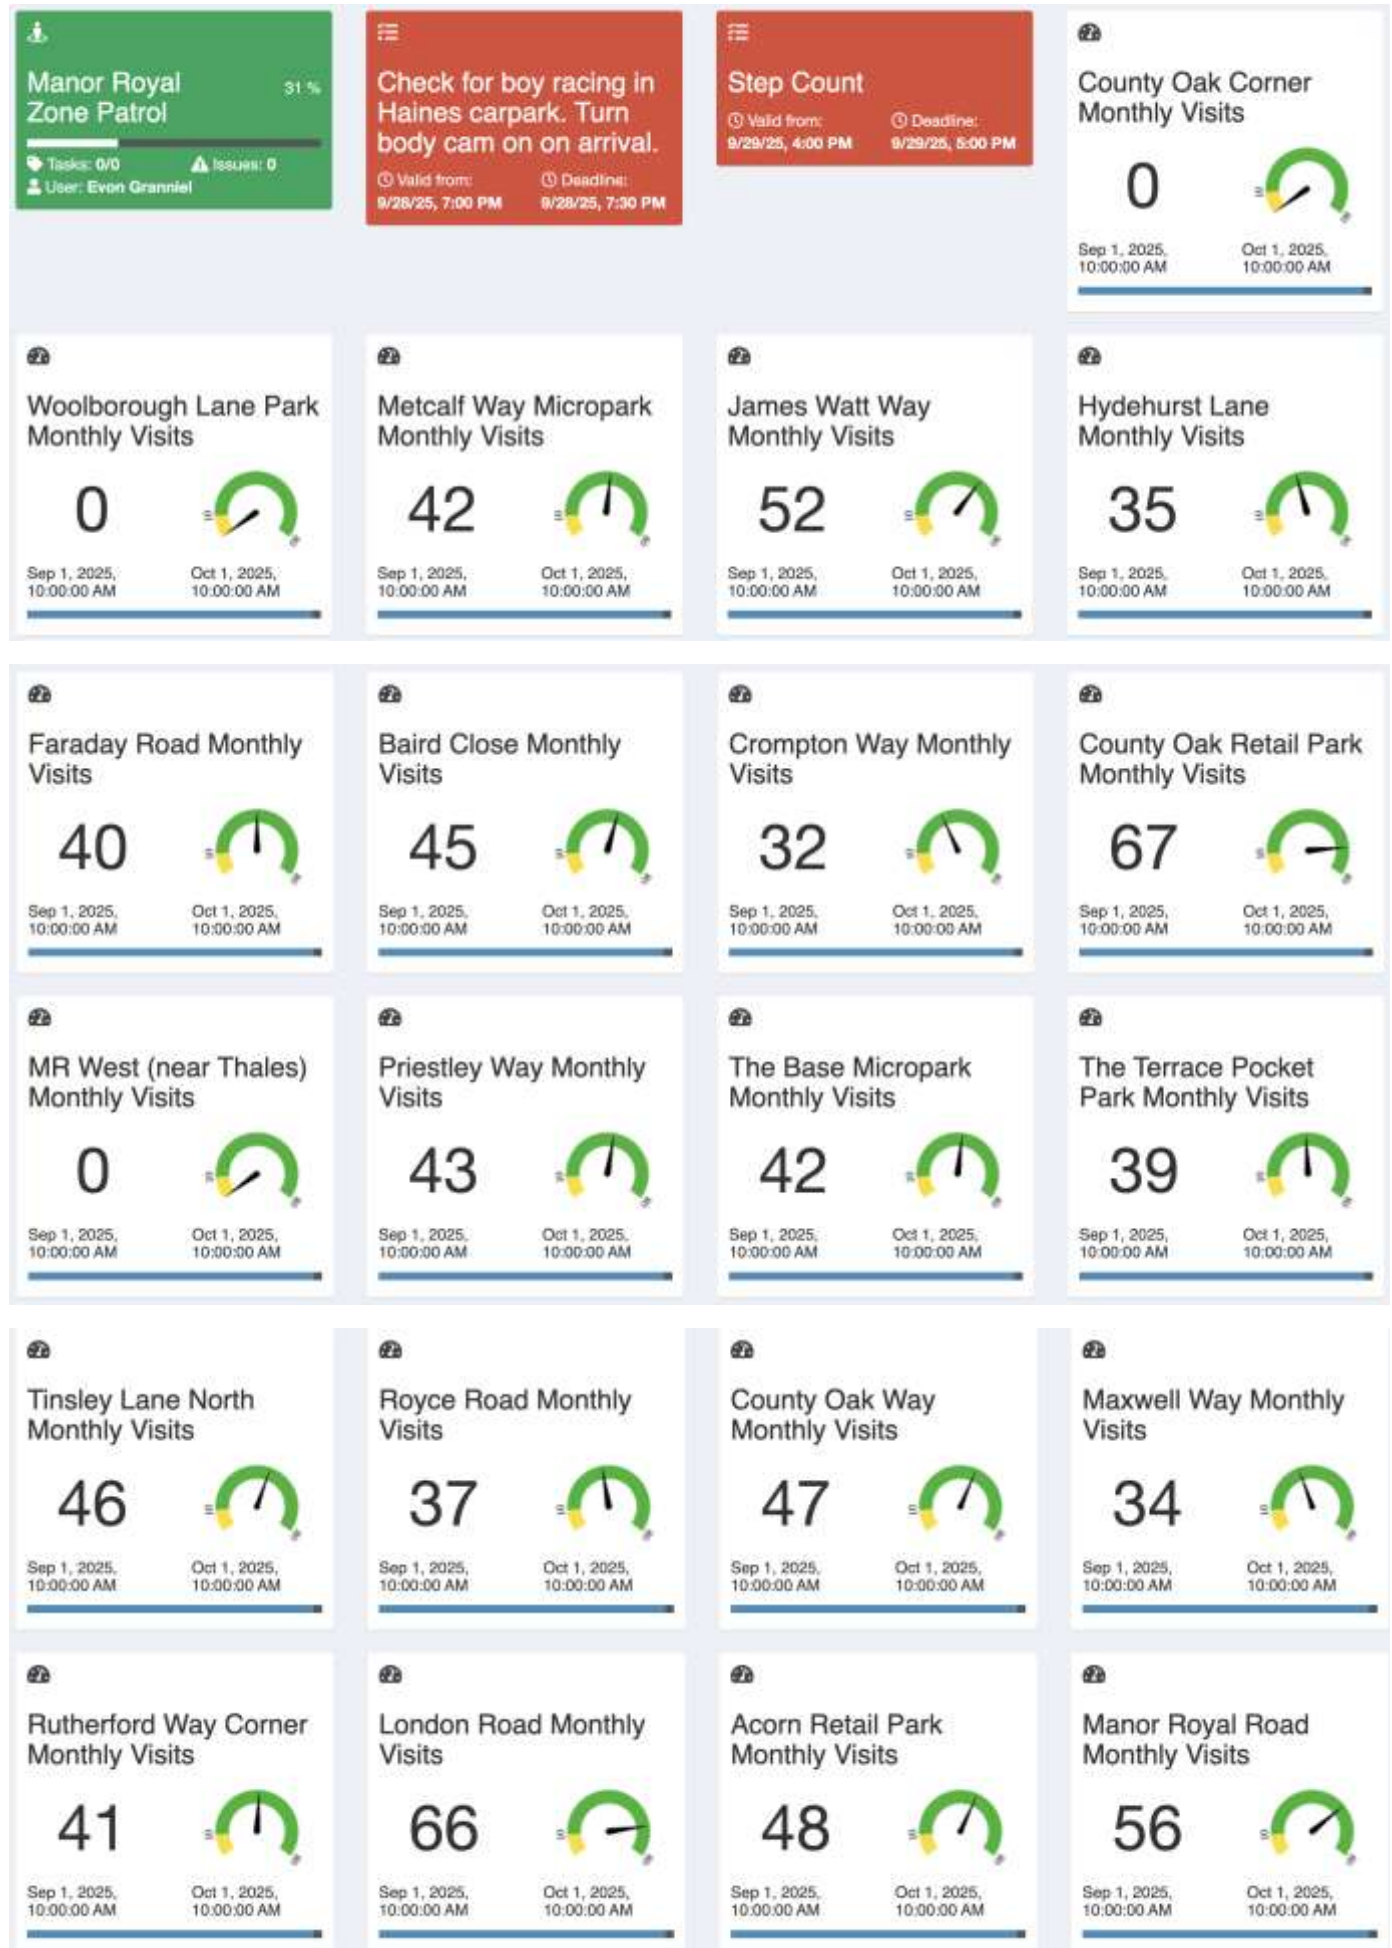 Manor Royal
Zone Patrol
31 %
Tasks: 0/0
Issues: 0
User: Evon Granniel
Check for boy racing in
Haines carpark. Turn
body cam on on arrival.
Valid from:
Deadline:
9/28/25, 7:00 PM
9/28/25, 7:30 PM
Step Count
Valid from:
Deadline:
9/29/25, 4:00 PM
9/29/25, 5:00 PM
County Oak Corner
Monthly Visits
0
Sep 1, 2025,
10:00:00 AM
Oct 1, 2025,
10:00:00 AM
Woolborough Lane Park
Monthly Visits
0
Sep 1, 2025,
10:00:00 AM
Oct 1, 2025,
10:00:00 AM
Metcalf Way Micropark
Monthly Visits
42
Sep 1, 2025,
10:00:00 AM
Oct 1, 2025,
10:00:00 AM
James Watt Way
Monthly Visits
52
Sep 1, 2025,
10:00:00 AM
Oct 1, 2025,
10:00:00 AM
Hydehurst Lane
Monthly Visits
35
Sep 1, 2025,
10:00:00 AM
Oct 1, 2025,
10:00:00 AM
Faraday Road Monthly
Visits
40
Sep 1, 2025,
10:00:00 AM
Oct 1, 2025,
10:00:00 AM
Baird Close Monthly
Visits
45
Sep 1, 2025,
10:00:00 AM
Oct 1, 2025,
10:00:00 AM
Crompton Way Monthly
Visits
32
Sep 1, 2025,
10:00:00 AM
Oct 1, 2025,
10:00:00 AM
County Oak Retail Park
Monthly Visits
67
Sep 1, 2025,
10:00:00 AM
Oct 1, 2025,
10:00:00 AM
MR West (near Thales)
Monthly Visits
0
Sep 1, 2025,
10:00:00 AM
Oct 1, 2025,
10:00:00 AM
Priestley Way Monthly
Visits
43
Sep 1, 2025,
10:00:00 AM
Oct 1, 2025,
10:00:00 AM
The Base Micropark
Monthly Visits
42
Sep 1, 2025,
10:00:00 AM
Oct 1, 2025,
10:00:00 AM
The Terrace Pocket
Park Monthly Visits
39
Sep 1, 2025,
10:00:00 AM
Oct 1, 2025,
10:00:00 AM
Tinsley Lane North
Monthly Visits
46
Sep 1, 2025,
10:00:00 AM
Oct 1, 2025,
10:00:00 AM
Royce Road Monthly
Visits
37
Sep 1, 2025,
10:00:00 AM
Oct 1, 2025,
10:00:00 AM
County Oak Way
Monthly Visits
47
Sep 1, 2025,
10:00:00 AM
Oct 1, 2025,
10:00:00 AM
Maxwell Way Monthly
Visits
34
Sep 1, 2025,
10:00:00 AM
Oct 1, 2025,
10:00:00 AM
Rutherford Way Corner
Monthly Visits
41
Sep 1, 2025,
10:00:00 AM
Oct 1, 2025,
10:00:00 AM
London Road Monthly
Visits
66
Sep 1, 2025,
10:00:00 AM
Oct 1, 2025,
10:00:00 AM
Acorn Retail Park
Monthly Visits
48
Sep 1, 2025,
10:00:00 AM
Oct 1, 2025,
10:00:00 AM
Manor Royal Road
Monthly Visits
56
Sep 1, 2025,
10:00:00 AM
Oct 1, 2025,
10:00:00 AM